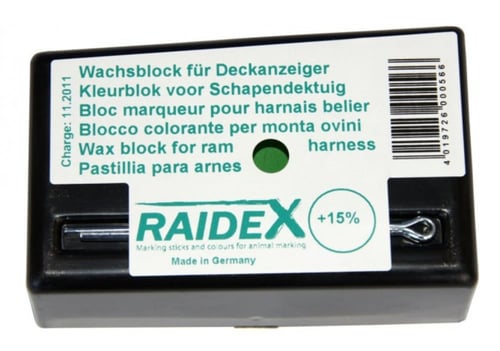 Wachsblock für Deckanzeiger
Kleurblok voor Schapendektuig
Bloc marqueur pour harnais belier
Blocco colorante per monta ovini
Wax block for ram harness
Pastillia para arnes
Charge: 11.2011
4 019726 000566
RAIDEX
+15%
Marking sticks and colours for animal marking
Made in Germany